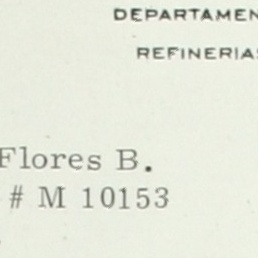 DEPARTAMEN
REFINERIAS
Flores B.
# M 10153